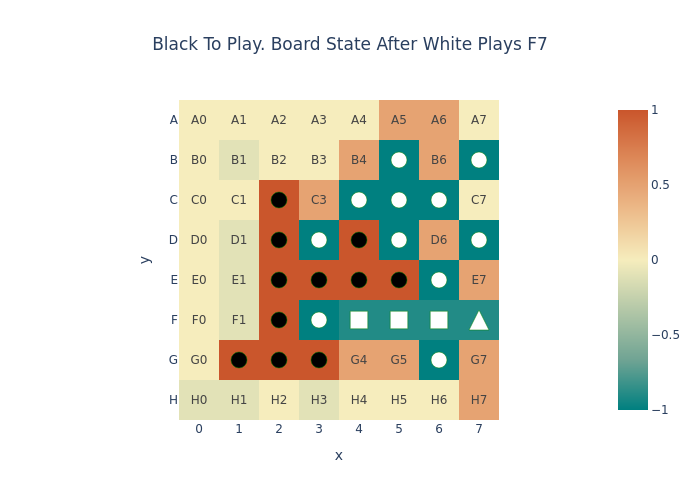 Black To Play. Board State After White Plays F7
A A0 A1 A2 A3 A4 A5 A6 A7
B B0 B1 B2 B3 B4 B6
C C0 C1 C3 C7
D D0 D1 D6
E E0 E1 E7
F F0 F1
G G0 G4 G5 G7
H H0 H1 H2 H3 H4 H5 H6 H7
0 1 2 3 4 5 6 7
x
y
1
0.5
0
−0.5
−1